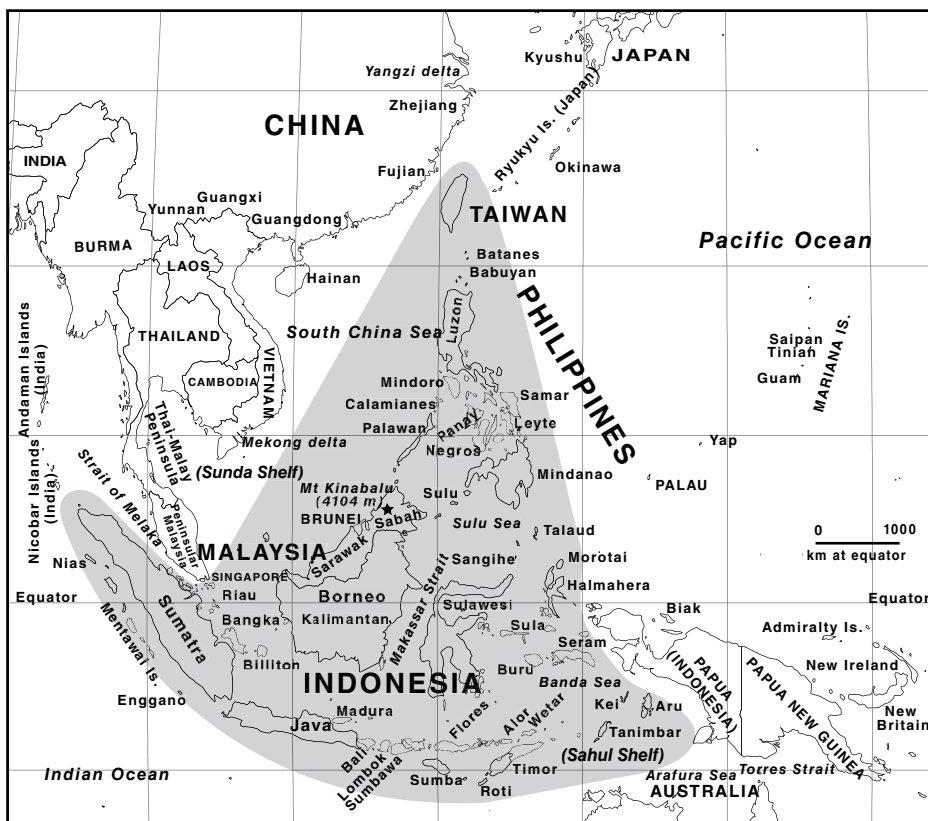 JAPAN
Kyushu
Yangzi delta
Zhejiang
Ryukyu Is. (Japan)
CHINA
INDIA
Fujian
Okinawa
Guangxi
Yunnan
Guangdong
TAIWAN
BURMA
Pacific Ocean
LAOS
Batanes
Babuyan
Hainan
PHILIPPINES
South China Sea
Luzon
THAILAND
VIETNAM
Saipan
Tinian
Guam
MARIANA IS.
Andaman Islands
(India)
CAMBODIA
Mindoro
Samar
Calamianes
Thai-Malay
Peninsula
Palawan
Panay
Leyte
Mekong delta
Yap
Negros
Strait of Melaka
(Sunda Shelf)
Mindanao
PALAU
Nicobar Islands
(India)
Mt Kinabalu
(4104 m)
Sulu
BRUNEI
Sabah
Sulu Sea
Peninsular
Malaysia
Talaud
0 1000
km at equator
MALAYSIA
Sarawak
Sangihe
Morotai
Nias
SINGAPORE
Halmahera
Makassar Strait
Equator
Riau
Borneo
Equator
Sumatra
Sulawesi
Biak
Mentawai Is.
Bangka
Kalimantan
Sula
Admiralty Is.
Seram
Billiton
Buru
PAPUA
(INDONESIA)
PAPUA NEW GUINEA
New Ireland
INDONESIA
Banda Sea
Enggano
Kei
Aru
New
Britain
Madura
Java
Flores
Alor
Wetar
Tanimbar
Bali
Lombok
Sumbawa
(Sahul Shelf)
Indian Ocean
Sumba
Timor
Roti
Arafura Sea
Torres Strait
AUSTRALIA